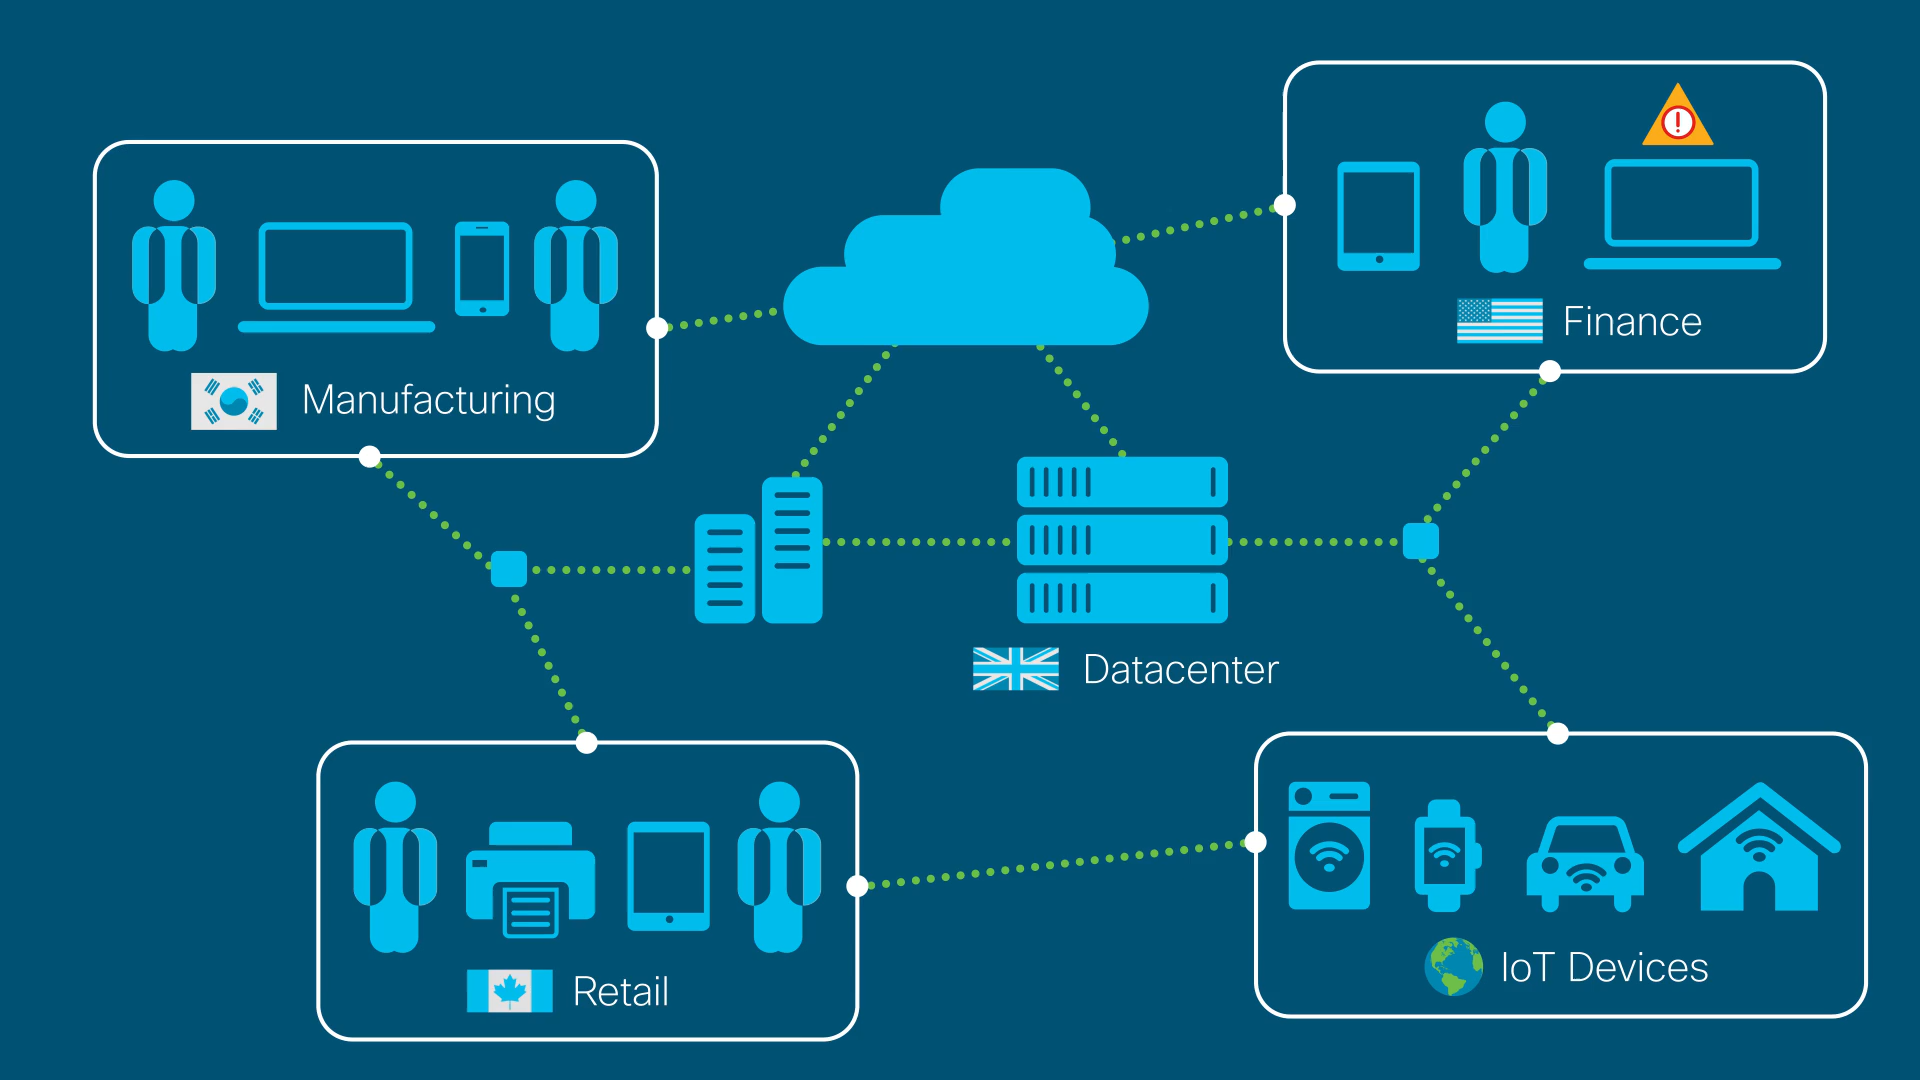 Finance
Manufacturing
Datacenter
Retail
IoT Devices